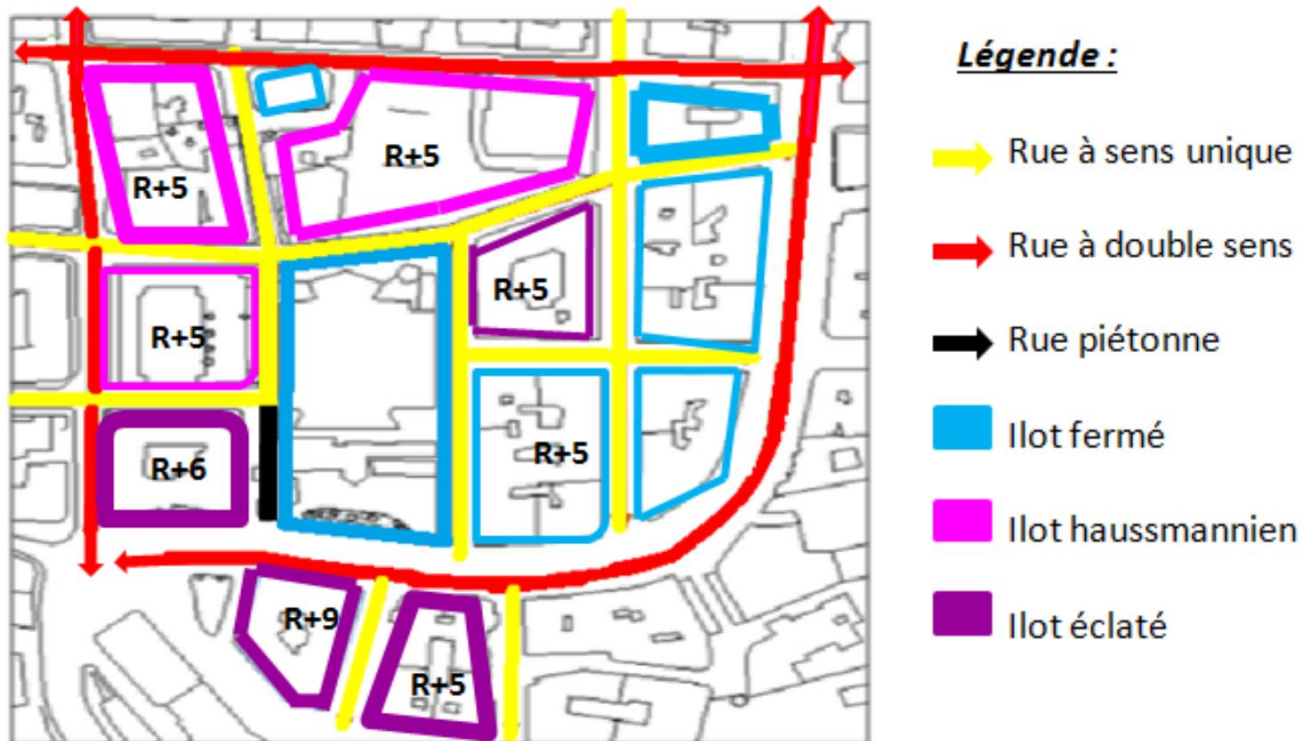 Légende :
Rue à sens unique
Rue à double sens
Rue piétonne
Ilot fermé
Ilot haussmannien
Ilot éclaté
R+5
R+5
R+5
R+5
R+5
R+6
R+9
R+5